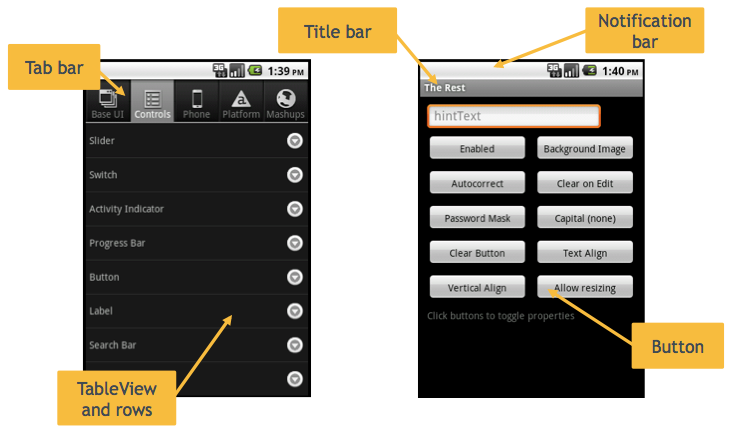 Tab bar
Title bar
Notification
bar
3G
1:39 PM
Base UI
Controls
Phone
Platform
Mashups
Slider
Switch
Activity Indicator
Progress Bar
Button
Label
Search Bar
TableView
and rows
3G
1:40 PM
The Rest
hintText
Enabled
Background Image
Autocorrect
Clear on Edit
Password Mask
Capital (none)
Clear Button
Text Align
Vertical Align
Allow resizing
Click buttons to toggle properties
Button